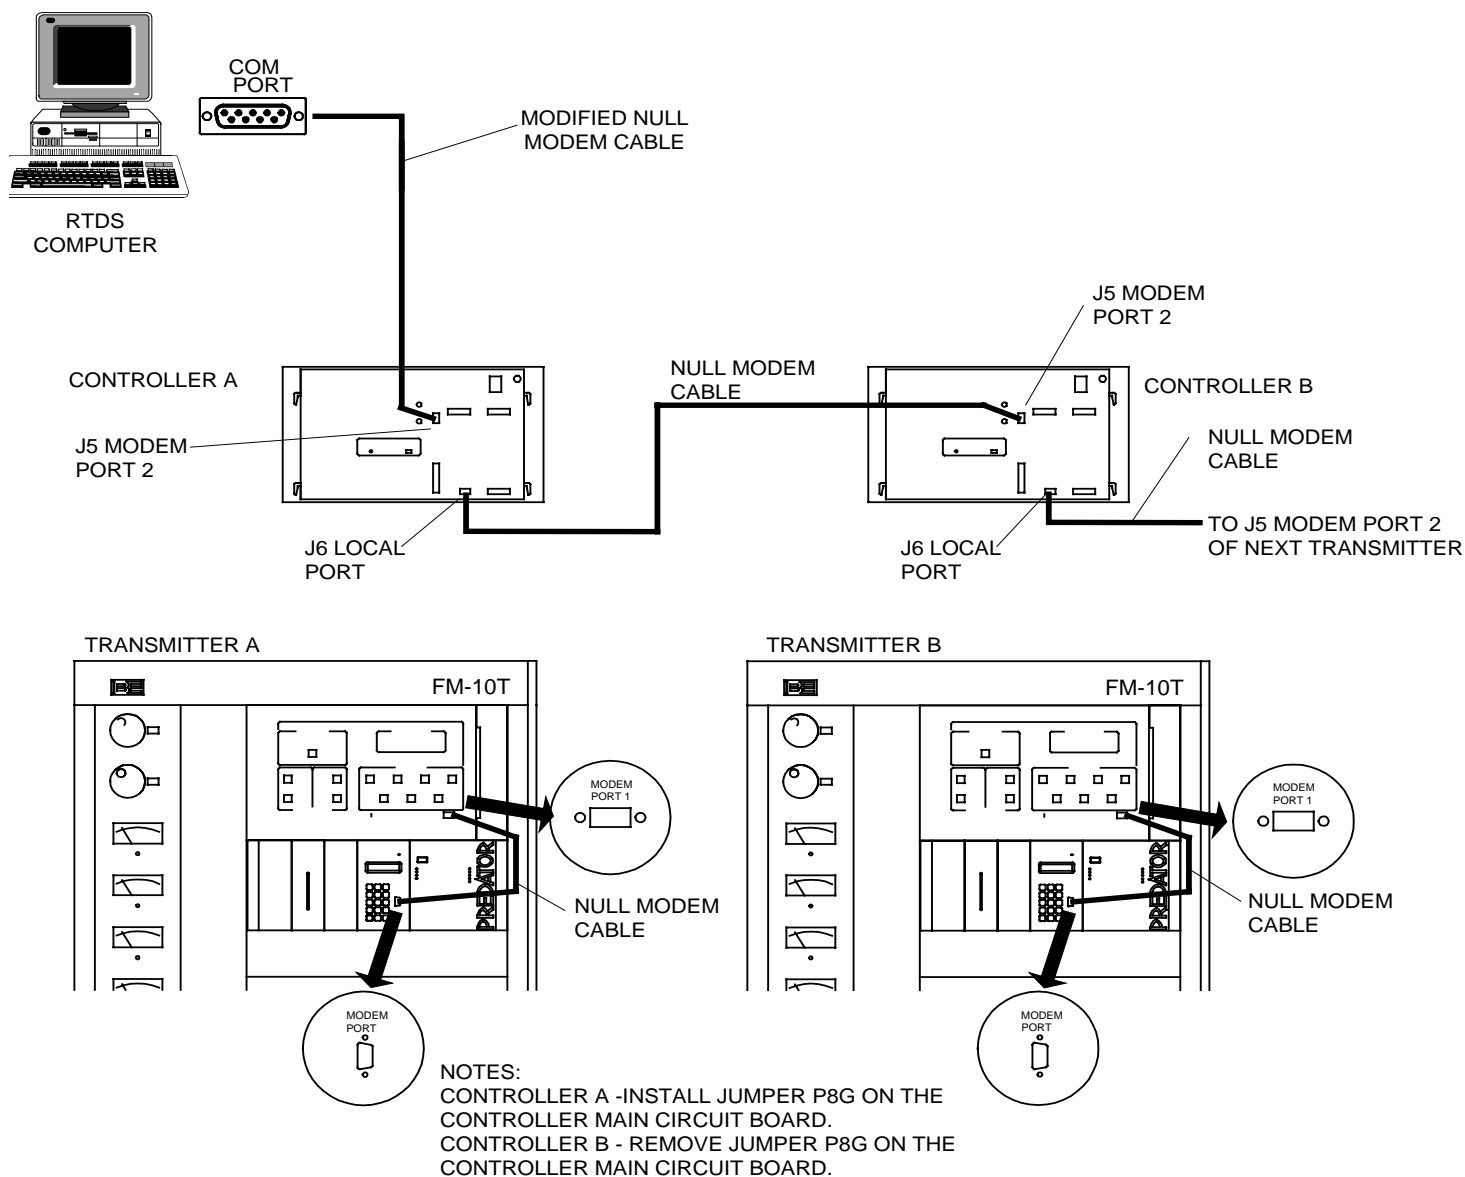 COM
PORT
MODIFIED NULL
MODEM CABLE
RTDS
COMPUTER
J5 MODEM
PORT 2
CONTROLLER A
NULL MODEM
CABLE
CONTROLLER B
J5 MODEM
PORT 2
NULL MODEM
CABLE
TO J5 MODEM PORT 2
OF NEXT TRANSMITTER
J6 LOCAL
PORT
J6 LOCAL
PORT
TRANSMITTER A
BE
FM-10T
MODEM
PORT 1
PREDATOR
NULL MODEM
CABLE
MODEM
PORT
TRANSMITTER B
BE
FM-10T
MODEM
PORT 1
PREDATOR
NULL MODEM
CABLE
MODEM
PORT
NOTES:
CONTROLLER A -INSTALL JUMPER P8G ON THE
CONTROLLER MAIN CIRCUIT BOARD.
CONTROLLER B - REMOVE JUMPER P8G ON THE
CONTROLLER MAIN CIRCUIT BOARD.